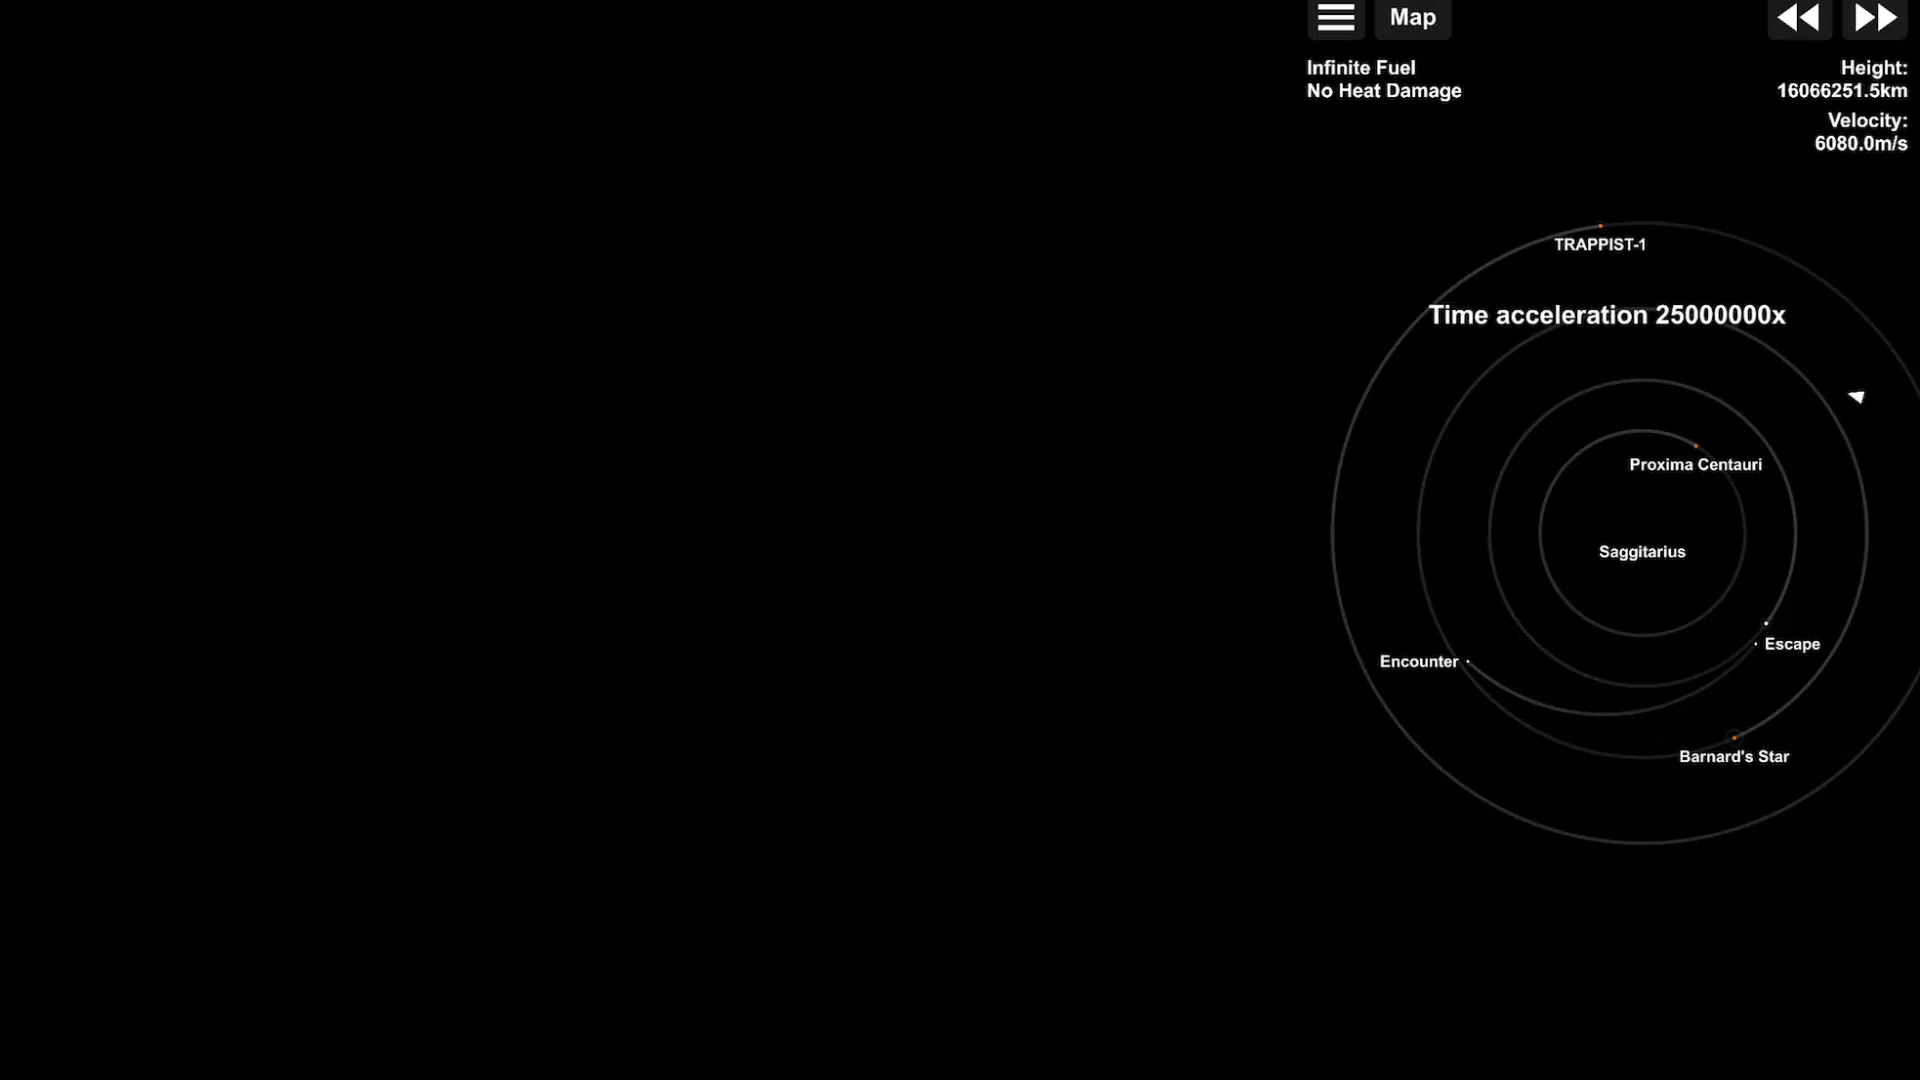 Map
Infinite Fuel
No Heat Damage
Height:
16066251.5km
Velocity:
6080.0m/s
TRAPPIST-1
Time acceleration 25000000x
Proxima Centauri
Saggitarius
Escape
Encounter
Barnard's Star